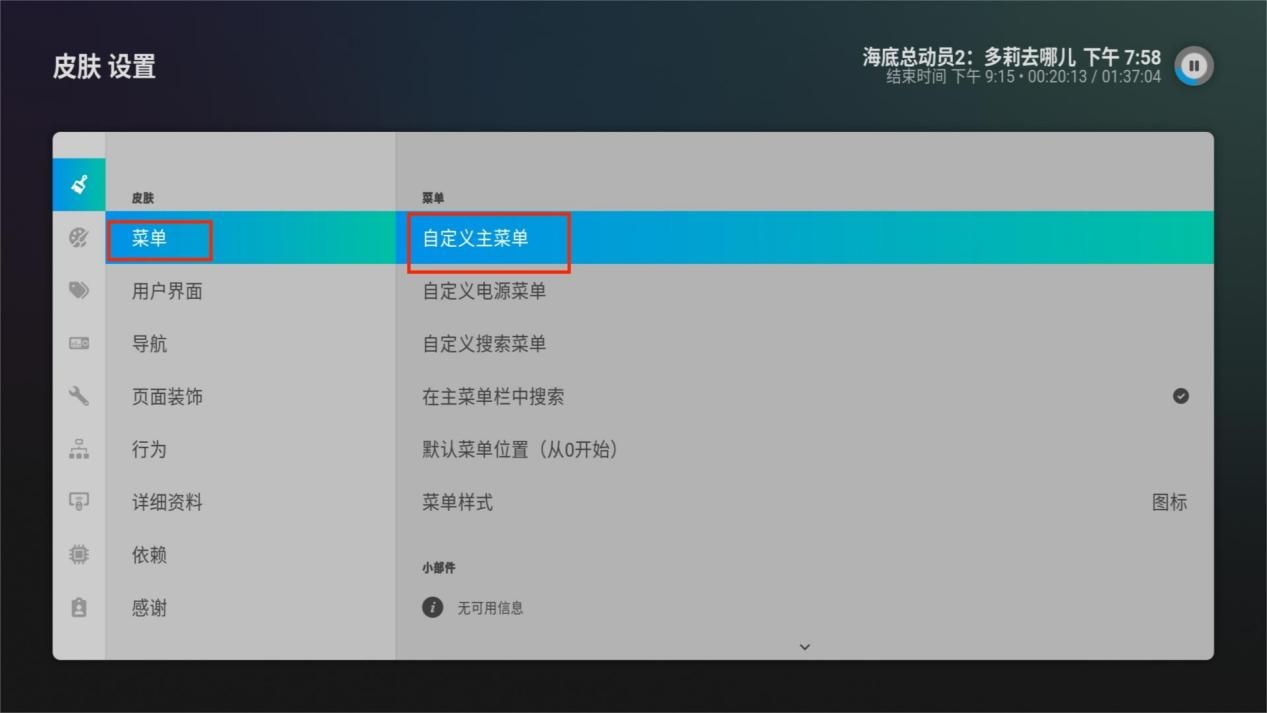 皮肤 设置
海底总动员2：多莉去哪儿 下午 7:58
结束时间 下午 9:15 • 00:20:13 / 01:37:04
皮肤
菜单
用户界面
导航
页面装饰
行为
详细资料
依赖
感谢
菜单
自定义主菜单
自定义电源菜单
自定义搜索菜单
在主菜单栏中搜索
默认菜单位置（从0开始）
菜单样式 图标
小部件
无可用信息